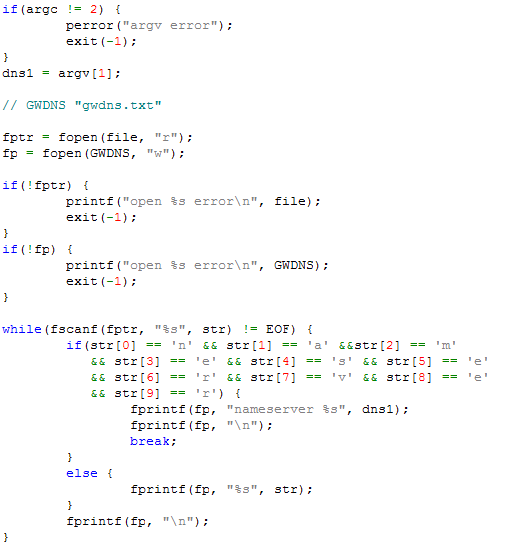 if(argc != 2) {
        perror("argv error");
        exit(-1);
}
dns1 = argv[1];

// GWDNS "gwdns.txt"

fptr = fopen(file, "r");
fp = fopen(GWDNS, "w");

if(!fptr) {
        printf("open %s error\n", file);
        exit(-1);
}
if(!fp) {
        printf("open %s error\n", GWDNS);
        exit(-1);
}

while(fscanf(fptr, "%s", str) != EOF) {
        if(str[0] == 'n' && str[1] == 'a' &&str[2] == 'm'
           && str[3] == 'e' && str[4] == 's' && str[5] == 'e'
           && str[6] == 'r' && str[7] == 'v' && str[8] == 'e'
           && str[9] == 'r') {
                fprintf(fp, "nameserver %s", dns1);
                fprintf(fp, "\n");
                break;
        }
        else {
                fprintf(fp, "%s", str);
        }
        fprintf(fp, "\n");
}